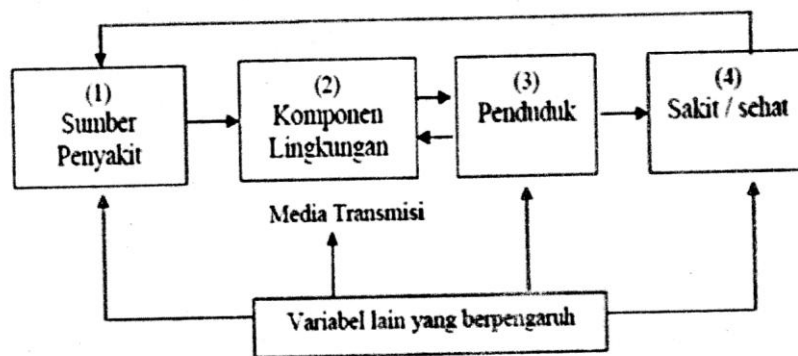 (1)
Sumber
Penyakit
(2)
Komponen
Lingkungan
(3)
Penduduk
(4)
Sakit / sehat
Media Transmisi
Variabel lain yang berpengaruh